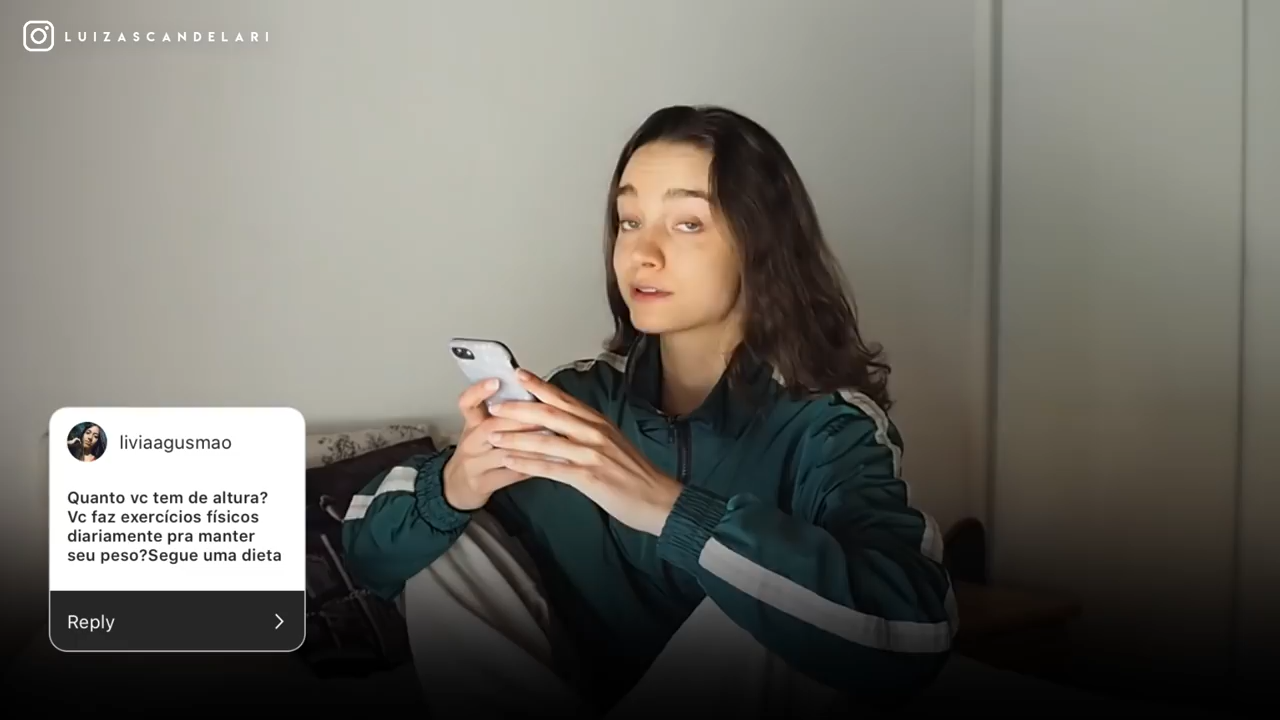 LUIZASCANDELARI
liviaagusmao
Quanto vc tem de altura?
Vc faz exercícios físicos
diariamente pra manter
seu peso?Segue uma dieta
Reply